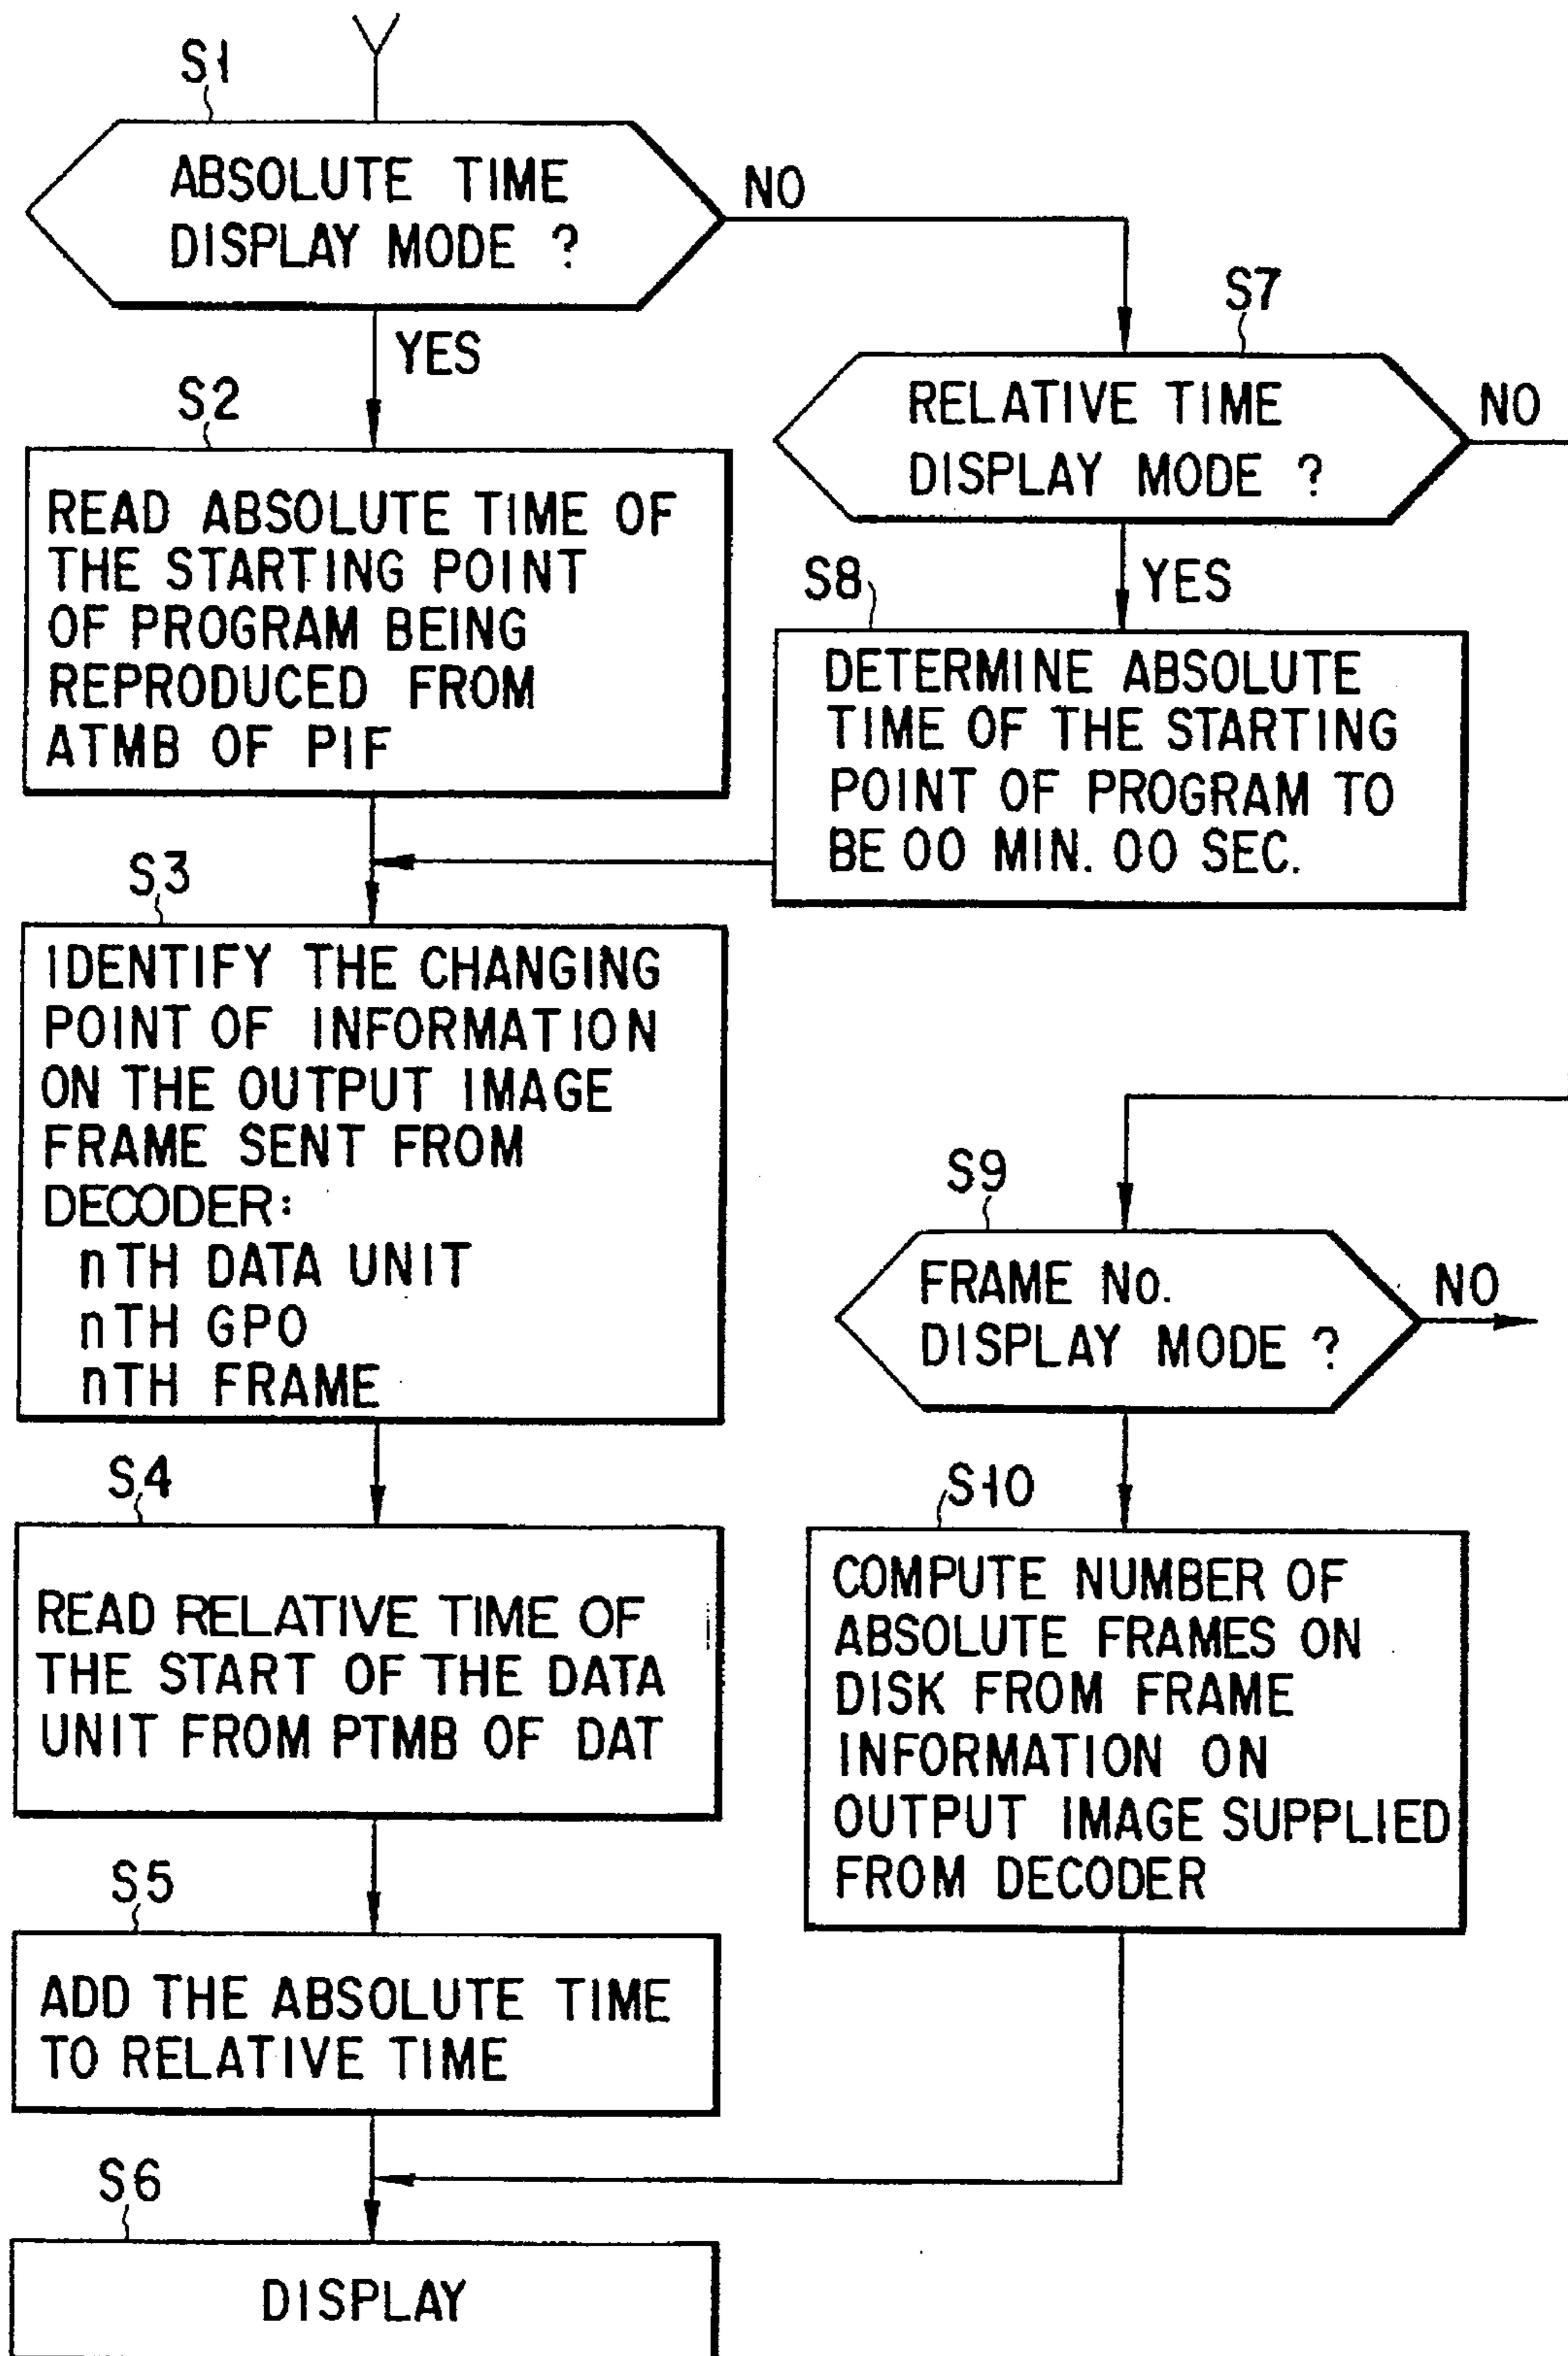 S1
ABSOLUTE TIME
DISPLAY MODE ?
NO
YES
S2
READ ABSOLUTE TIME OF
THE STARTING POINT
OF PROGRAM BEING
REPRODUCED FROM
ATMB OF PIF
S7
RELATIVE TIME
DISPLAY MODE ?
NO
YES
S8
DETERMINE ABSOLUTE
TIME OF THE STARTING
POINT OF PROGRAM TO
BE 00 MIN. 00 SEC.
S3
IDENTIFY THE CHANGING
POINT OF INFORMATION
ON THE OUTPUT IMAGE
FRAME SENT FROM
DECODER:
nTH DATA UNIT
nTH GPO
nTH FRAME
S9
FRAME No.
DISPLAY MODE ?
NO
S4
READ RELATIVE TIME OF
THE START OF THE DATA
UNIT FROM PTMB OF DAT
S10
COMPUTE NUMBER OF
ABSOLUTE FRAMES ON
DISK FROM FRAME
INFORMATION ON
OUTPUT IMAGE SUPPLIED
FROM DECODER
S5
ADD THE ABSOLUTE TIME
TO RELATIVE TIME
S6
DISPLAY